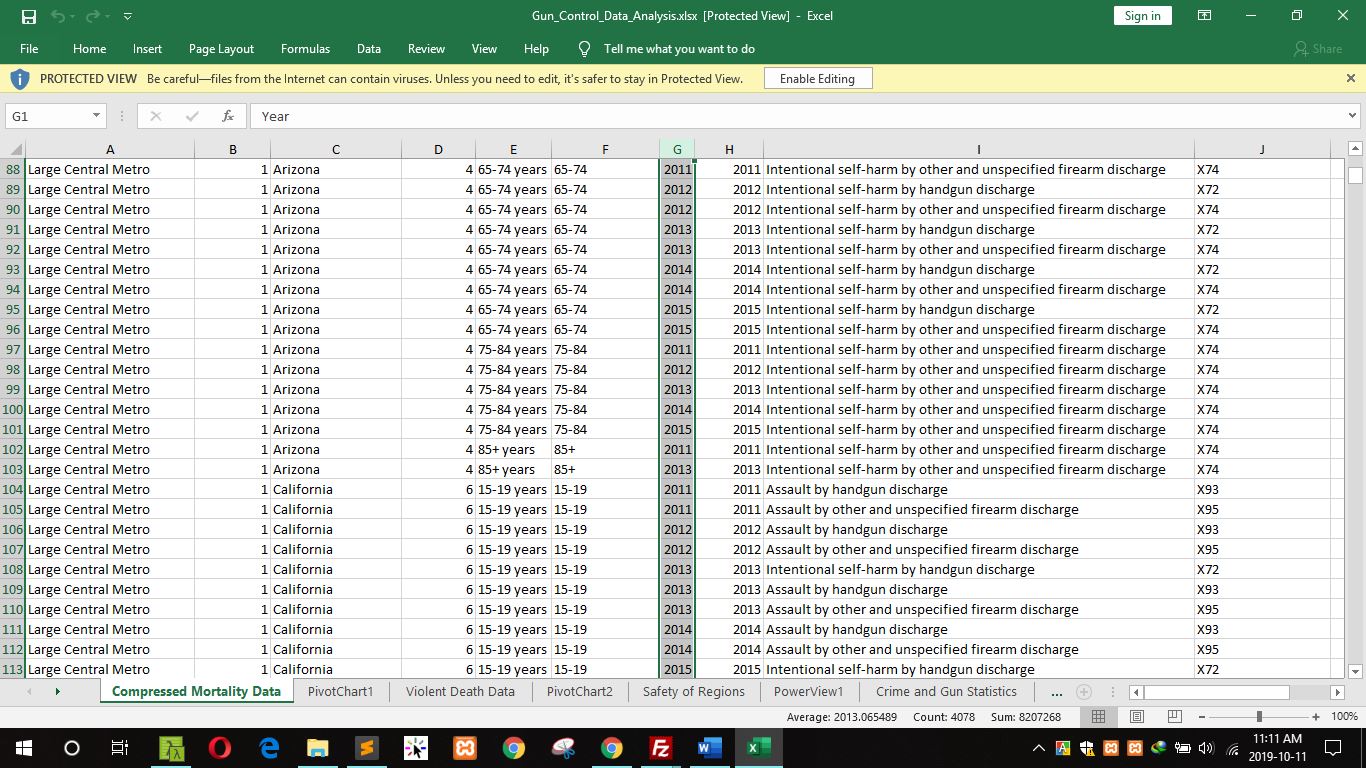 Gun_Control_Data_Analysis.xlsx [Protected View] - Excel Sign in
File Home Insert Page Layout Formulas Data Review View Help Tell me what you want to do Share
PROTECTED VIEW Be careful—files from the Internet can contain viruses. Unless you need to edit, it's safer to stay in Protected View. Enable Editing
G1 fx Year
A B C D E F G H I J
88 Large Central Metro 1 Arizona 4 65-74 years 65-74 2011 2011 Intentional self-harm by other and unspecified firearm discharge X74
89 Large Central Metro 1 Arizona 4 65-74 years 65-74 2012 2012 Intentional self-harm by handgun discharge X72
90 Large Central Metro 1 Arizona 4 65-74 years 65-74 2012 2012 Intentional self-harm by other and unspecified firearm discharge X74
91 Large Central Metro 1 Arizona 4 65-74 years 65-74 2013 2013 Intentional self-harm by handgun discharge X72
92 Large Central Metro 1 Arizona 4 65-74 years 65-74 2013 2013 Intentional self-harm by other and unspecified firearm discharge X74
93 Large Central Metro 1 Arizona 4 65-74 years 65-74 2014 2014 Intentional self-harm by handgun discharge X72
94 Large Central Metro 1 Arizona 4 65-74 years 65-74 2014 2014 Intentional self-harm by other and unspecified firearm discharge X74
95 Large Central Metro 1 Arizona 4 65-74 years 65-74 2015 2015 Intentional self-harm by handgun discharge X72
96 Large Central Metro 1 Arizona 4 65-74 years 65-74 2015 2015 Intentional self-harm by other and unspecified firearm discharge X74
97 Large Central Metro 1 Arizona 4 75-84 years 75-84 2011 2011 Intentional self-harm by other and unspecified firearm discharge X74
98 Large Central Metro 1 Arizona 4 75-84 years 75-84 2012 2012 Intentional self-harm by other and unspecified firearm discharge X74
99 Large Central Metro 1 Arizona 4 75-84 years 75-84 2013 2013 Intentional self-harm by other and unspecified firearm discharge X74
100 Large Central Metro 1 Arizona 4 75-84 years 75-84 2014 2014 Intentional self-harm by other and unspecified firearm discharge X74
101 Large Central Metro 1 Arizona 4 75-84 years 75-84 2015 2015 Intentional self-harm by other and unspecified firearm discharge X74
102 Large Central Metro 1 Arizona 4 85+ years 85+ 2011 2011 Intentional self-harm by other and unspecified firearm discharge X74
103 Large Central Metro 1 Arizona 4 85+ years 85+ 2013 2013 Intentional self-harm by other and unspecified firearm discharge X74
104 Large Central Metro 1 California 6 15-19 years 15-19 2011 2011 Assault by handgun discharge X93
105 Large Central Metro 1 California 6 15-19 years 15-19 2011 2011 Assault by other and unspecified firearm discharge X95
106 Large Central Metro 1 California 6 15-19 years 15-19 2012 2012 Assault by handgun discharge X93
107 Large Central Metro 1 California 6 15-19 years 15-19 2012 2012 Assault by other and unspecified firearm discharge X95
108 Large Central Metro 1 California 6 15-19 years 15-19 2013 2013 Intentional self-harm by handgun discharge X72
109 Large Central Metro 1 California 6 15-19 years 15-19 2013 2013 Assault by handgun discharge X93
110 Large Central Metro 1 California 6 15-19 years 15-19 2013 2013 Assault by other and unspecified firearm discharge X95
111 Large Central Metro 1 California 6 15-19 years 15-19 2014 2014 Assault by handgun discharge X93
112 Large Central Metro 1 California 6 15-19 years 15-19 2014 2014 Assault by other and unspecified firearm discharge X95
113 Large Central Metro 1 California 6 15-19 years 15-19 2015 2015 Intentional self-harm by handgun discharge X72
Compressed Mortality Data PivotChart1 Violent Death Data PivotChart2 Safety of Regions PowerView1 Crime and Gun Statistics ...
Average: 2013.065489 Count: 4078 Sum: 8207268 100%
11:11 AM
2019-10-11